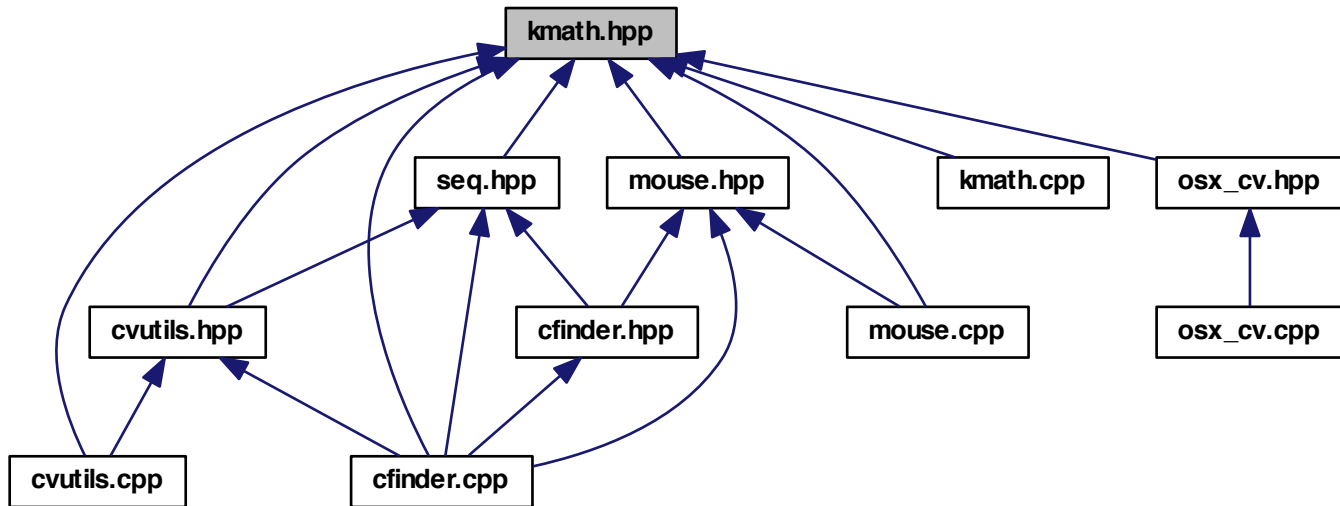 kmath.hpp
seq.hpp
mouse.hpp
kmath.cpp
osx_cv.hpp
cvutils.hpp
cfinder.hpp
mouse.cpp
osx_cv.cpp
cvutils.cpp
cfinder.cpp